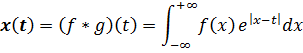 x(t) = (f * g)(t) = ∫_{-∞}^{+∞} f(x) e^{|x-t|} dx